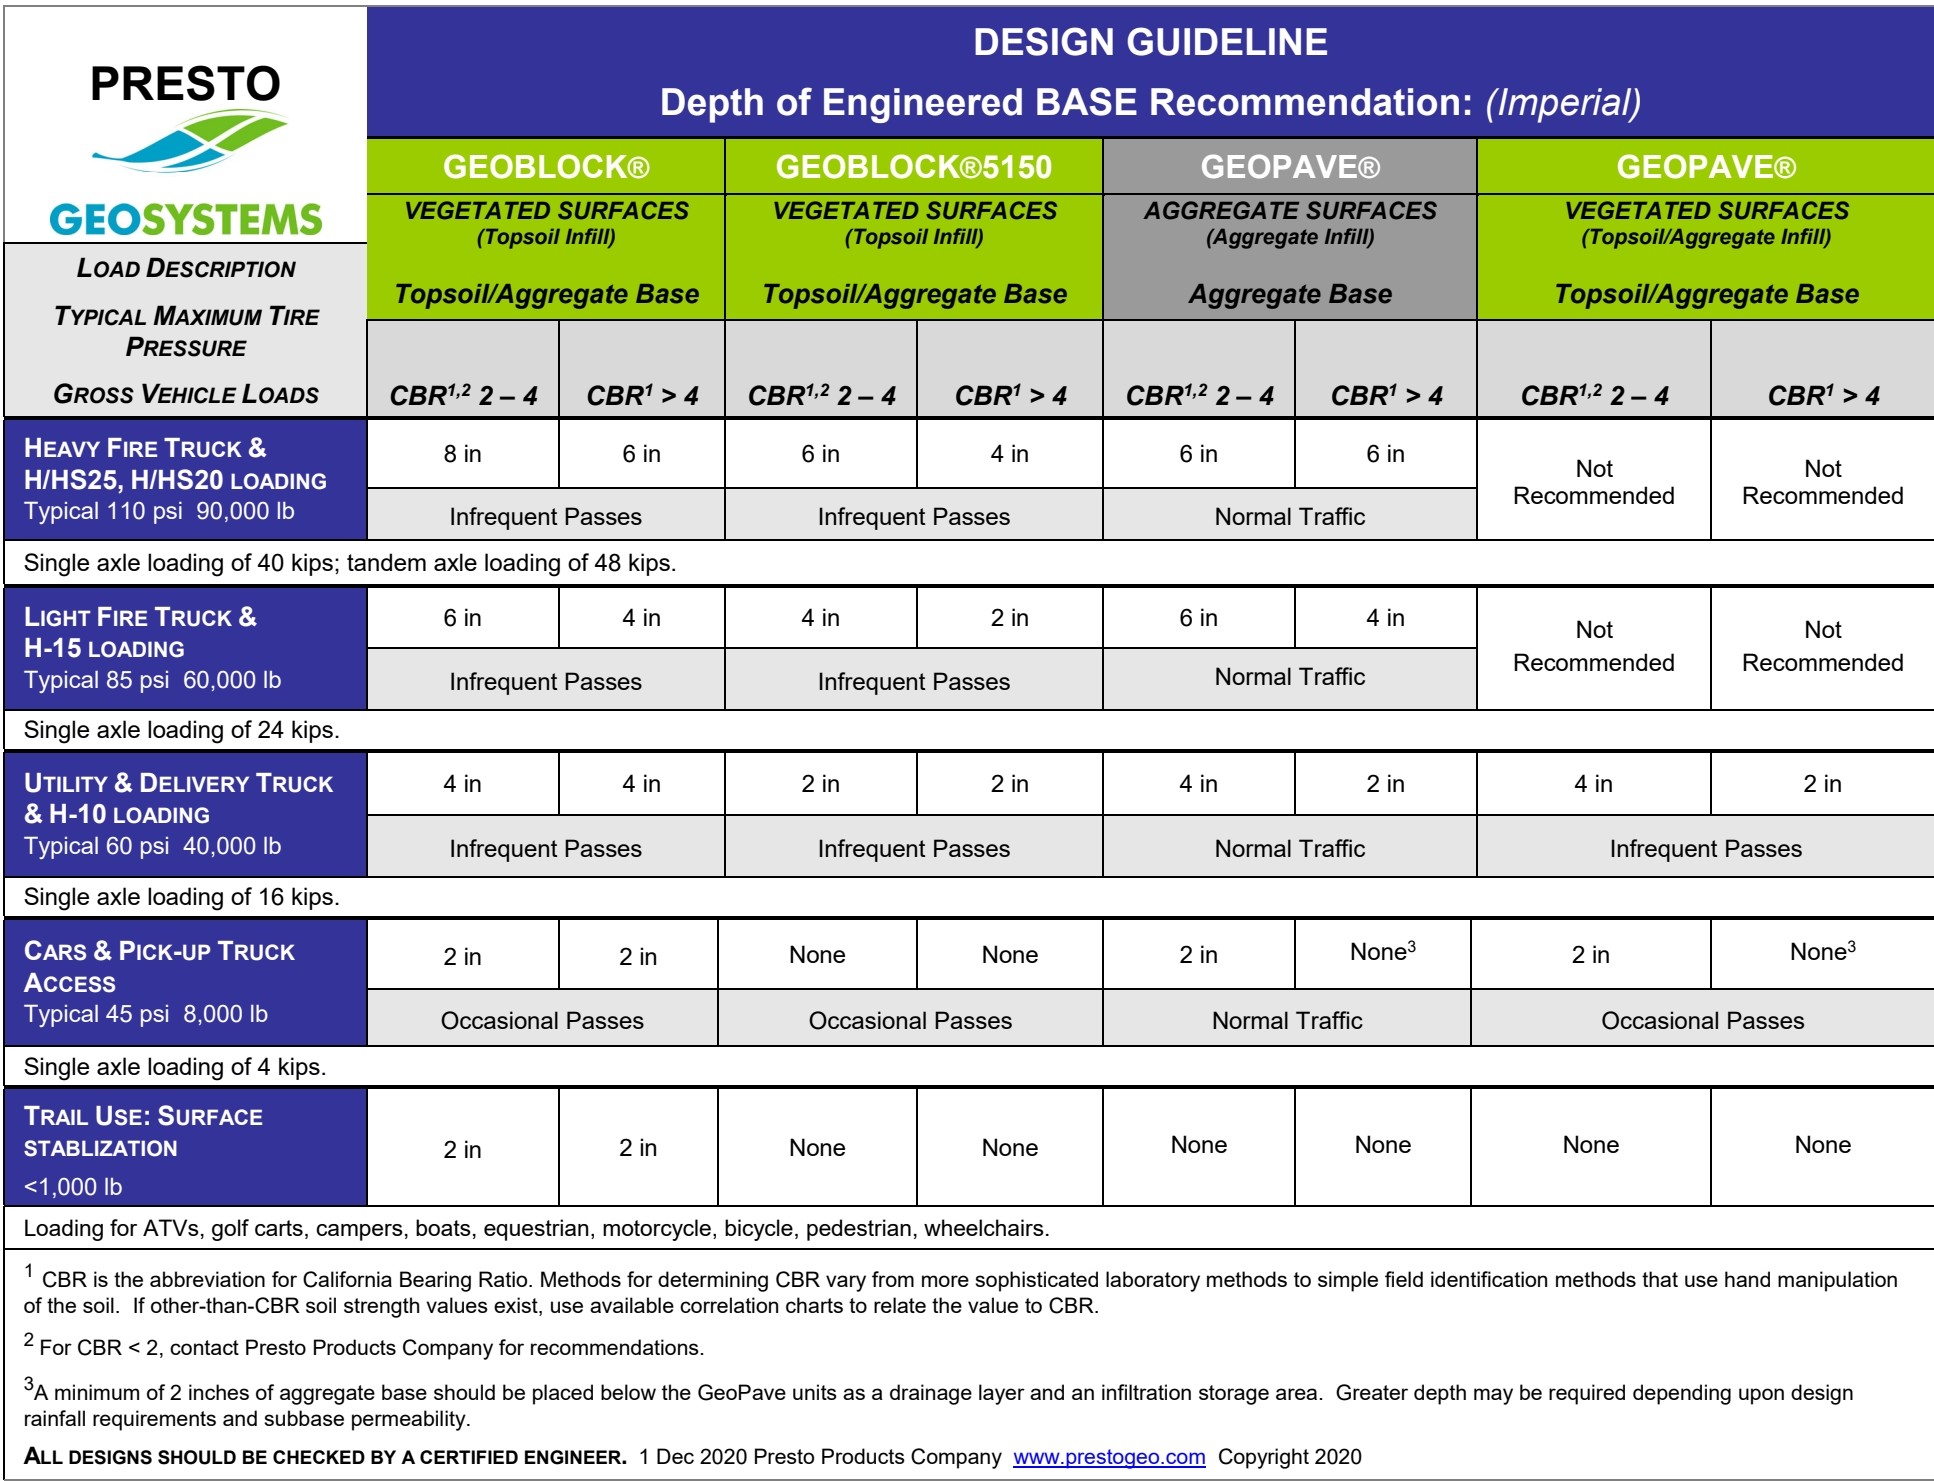 PRESTO
GEOSYSTEMS
DESIGN GUIDELINE
Depth of Engineered BASE Recommendation: (Imperial)
LOAD DESCRIPTION
TYPICAL MAXIMUM TIRE
PRESSURE
GROSS VEHICLE LOADS
GEOBLOCK® GEOBLOCK®5150 GEOPAVE® GEOPAVE®
VEGETATED SURFACES VEGETATED SURFACES AGGREGATE SURFACES VEGETATED SURFACES
(Topsoil Infill) (Topsoil Infill) (Aggregate Infill) (Topsoil/Aggregate Infill)
Topsoil/Aggregate Base Topsoil/Aggregate Base Aggregate Base Topsoil/Aggregate Base
CBR1,2 2 – 4 CBR1 > 4 CBR1,2 2 – 4 CBR1 > 4 CBR1,2 2 – 4 CBR1 > 4 CBR1,2 2 – 4 CBR1 > 4
HEAVY FIRE TRUCK &
H/HS25, H/HS20 LOADING
Typical 110 psi 90,000 lb
8 in 6 in 6 in 4 in 6 in 6 in
Not Not
Recommended Recommended
Infrequent Passes Infrequent Passes Normal Traffic
Single axle loading of 40 kips; tandem axle loading of 48 kips.
LIGHT FIRE TRUCK &
H-15 LOADING
Typical 85 psi 60,000 lb
6 in 4 in 4 in 2 in 6 in 4 in
Not Not
Recommended Recommended
Infrequent Passes Infrequent Passes Normal Traffic
Single axle loading of 24 kips.
UTILITY & DELIVERY TRUCK
& H-10 LOADING
Typical 60 psi 40,000 lb
4 in 4 in 2 in 2 in 4 in 2 in 4 in 2 in
Infrequent Passes Infrequent Passes Normal Traffic Infrequent Passes
Single axle loading of 16 kips.
CARS & PICK-UP TRUCK
ACCESS
Typical 45 psi 8,000 lb
2 in 2 in None None 2 in None3 2 in None3
Occasional Passes Occasional Passes Normal Traffic Occasional Passes
Single axle loading of 4 kips.
TRAIL USE: SURFACE
STABLIZATION
<1,000 lb
2 in 2 in None None None None None None
Loading for ATVs, golf carts, campers, boats, equestrian, motorcycle, bicycle, pedestrian, wheelchairs.
1 CBR is the abbreviation for California Bearing Ratio. Methods for determining CBR vary from more sophisticated laboratory methods to simple field identification methods that use hand manipulation
of the soil. If other-than-CBR soil strength values exist, use available correlation charts to relate the value to CBR.
2 For CBR < 2, contact Presto Products Company for recommendations.
3A minimum of 2 inches of aggregate base should be placed below the GeoPave units as a drainage layer and an infiltration storage area. Greater depth may be required depending upon design
rainfall requirements and subbase permeability.
ALL DESIGNS SHOULD BE CHECKED BY A CERTIFIED ENGINEER. 1 Dec 2020 Presto Products Company www.prestogeo.com Copyright 2020